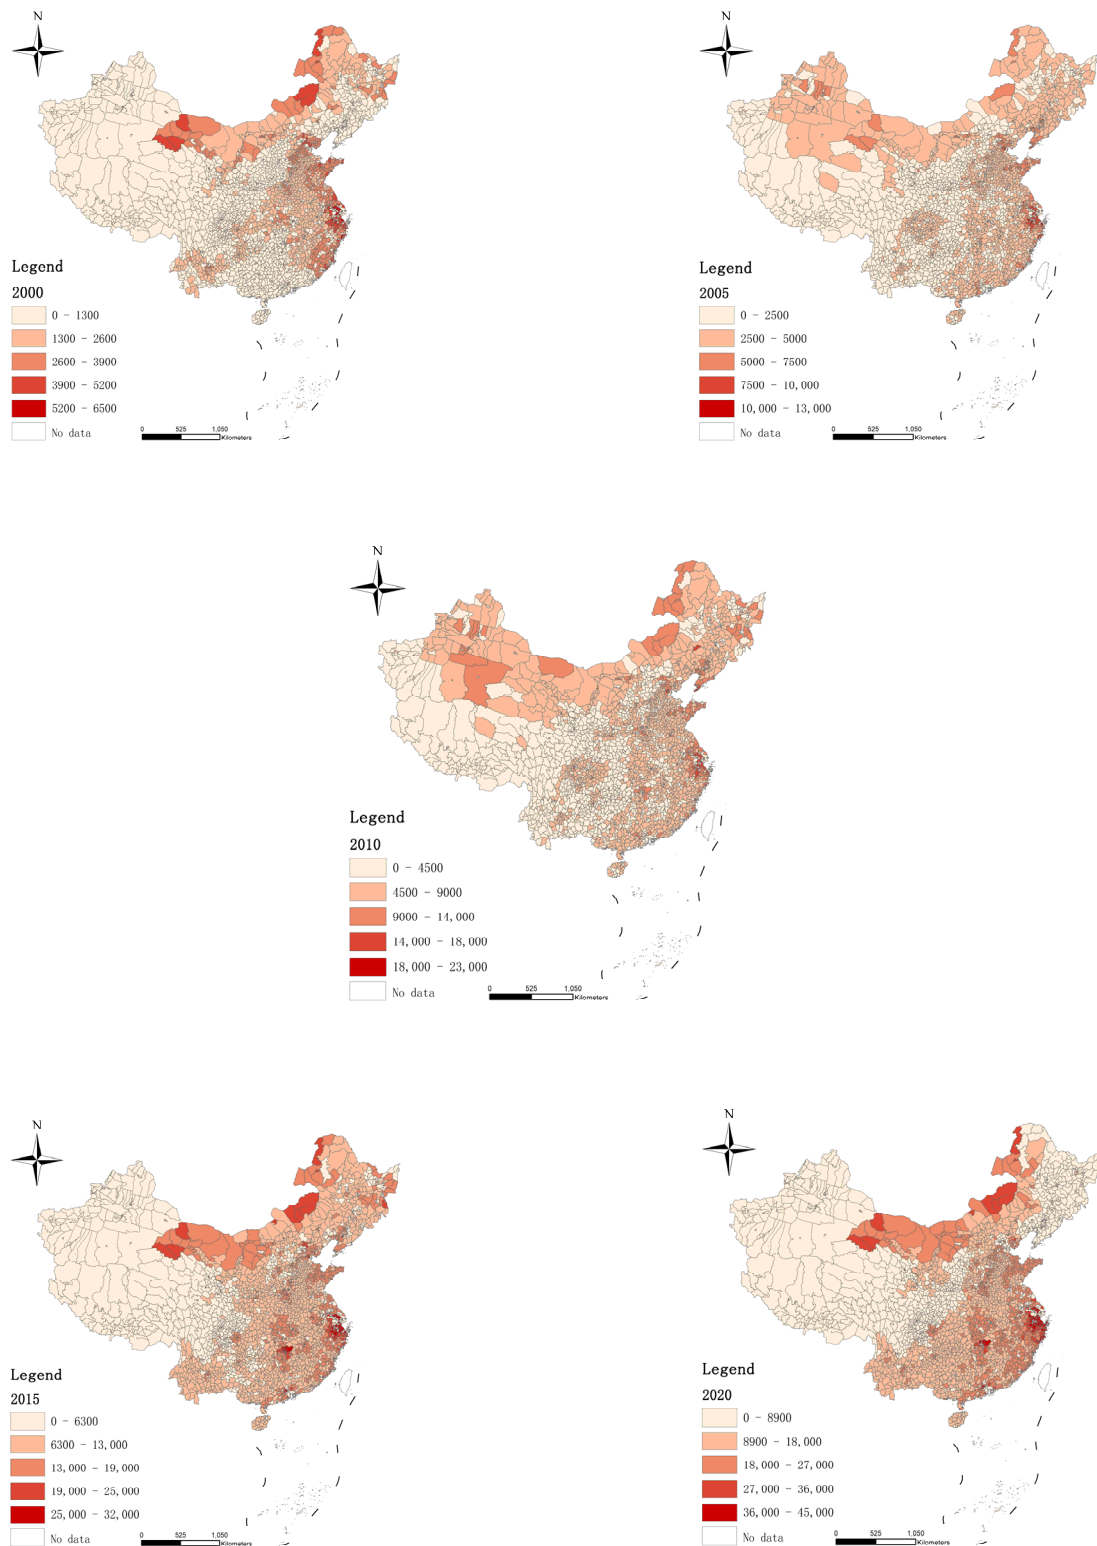 N
Legend
2000
0 - 1300
1300 - 2600
2600 - 3900
3900 - 5200
5200 - 6500
No data
0 525 1,050
Kilometers
N
Legend
2005
0 - 2500
2500 - 5000
5000 - 7500
7500 - 10,000
10,000 - 13,000
No data
0 525 1,050
Kilometers
N
Legend
2010
0 - 4500
4500 - 9000
9000 - 14,000
14,000 - 18,000
18,000 - 23,000
No data
0 525 1,050
Kilometers
N
Legend
2015
0 - 6300
6300 - 13,000
13,000 - 19,000
19,000 - 25,000
25,000 - 32,000
No data
0 525 1,050
Kilometers
N
Legend
2020
0 - 8900
8900 - 18,000
18,000 - 27,000
27,000 - 36,000
36,000 - 45,000
No data
0 525 1,050
Kilometers